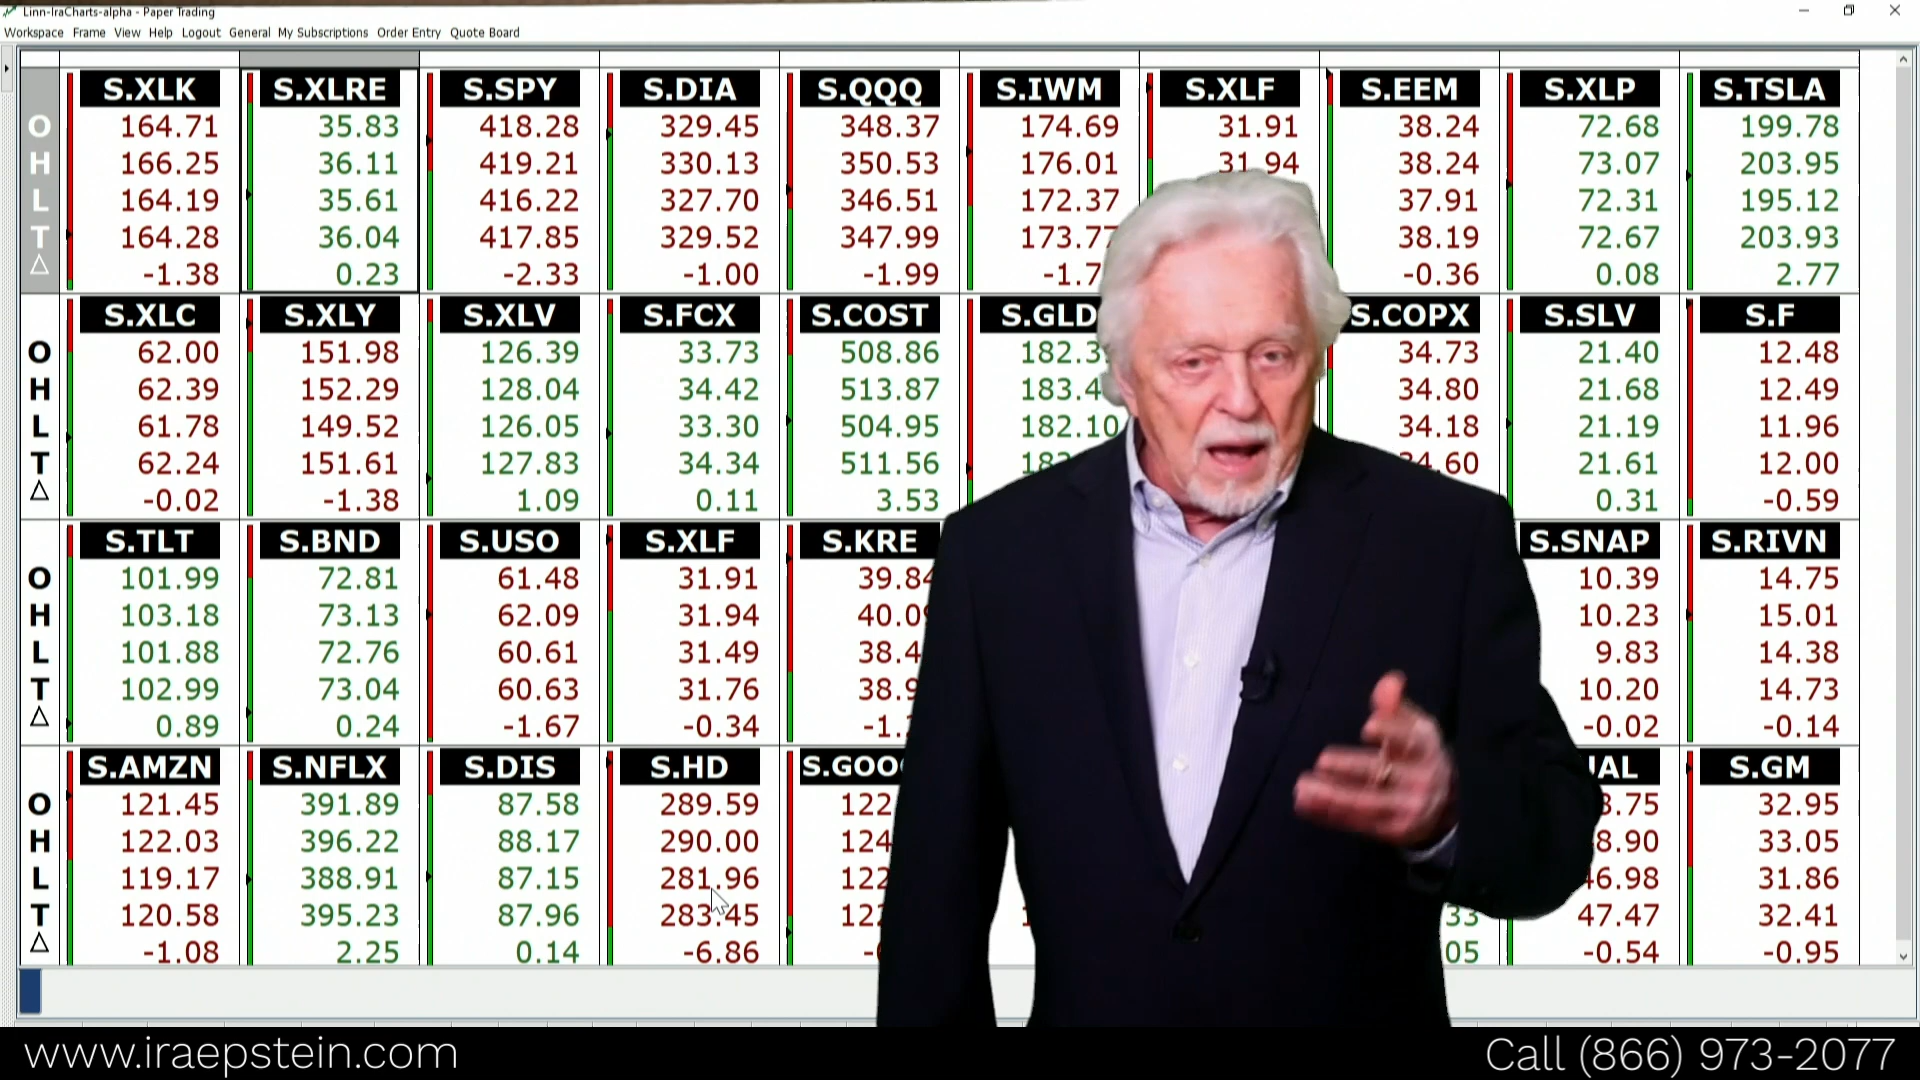 Linn-IraCharts-alpha - Paper Trading
Workspace Frame View Help Logout General My Subscriptions Order Entry Quote Board
S.XLK S.XLRE S.SPY S.DIA S.QQQ S.IWM S.XLF S.EEM S.XLP S.TSLA
O 164.71 35.83 418.28 329.45 348.37 174.69 31.91 38.24 72.68 199.78
H 166.25 36.11 419.21 330.13 350.53 176.01 31.94 38.24 73.07 203.95
L 164.19 35.61 416.22 327.70 346.51 172.37 37.91 72.31 195.12
T 164.28 36.04 417.85 329.52 347.99 38.19 72.67 203.93
△ -1.38 0.23 -2.33 -1.00 -1.99 -0.36 0.08 2.77
S.XLC S.XLY S.XLV S.FCX S.COST S.GLD S.COPX S.SLV S.F
O 62.00 151.98 126.39 33.73 508.86 34.73 21.40 12.48
H 62.39 152.29 128.04 34.42 513.87 34.80 21.68 12.49
L 61.78 149.52 126.05 33.30 504.95 182.10 34.18 21.19 11.96
T 62.24 151.61 127.83 34.34 511.56 21.61 12.00
△ -0.02 -1.38 1.09 0.11 3.53 0.31 -0.59
S.TLT S.BND S.USO S.XLF S.KRE S.SNAP S.RIVN
O 101.99 72.81 61.48 31.91 39.84 10.39 14.75
H 103.18 73.13 62.09 31.94 10.23 15.01
L 101.88 72.76 60.61 31.49 9.83 14.38
T 102.99 73.04 60.63 31.76 10.20 14.73
△ 0.89 0.24 -1.67 -0.34 -0.02 -0.14
S.AMZN S.NFLX S.DIS S.HD S.GM
O 121.45 391.89 87.58 289.59 32.95
H 122.03 396.22 88.17 290.00 33.05
L 119.17 388.91 87.15 281.96 46.98 31.86
T 120.58 395.23 87.96 283.45 47.47 32.41
△ -1.08 2.25 0.14 -6.86 -0.54 -0.95
www.iraepstein.com Call (866) 973-2077